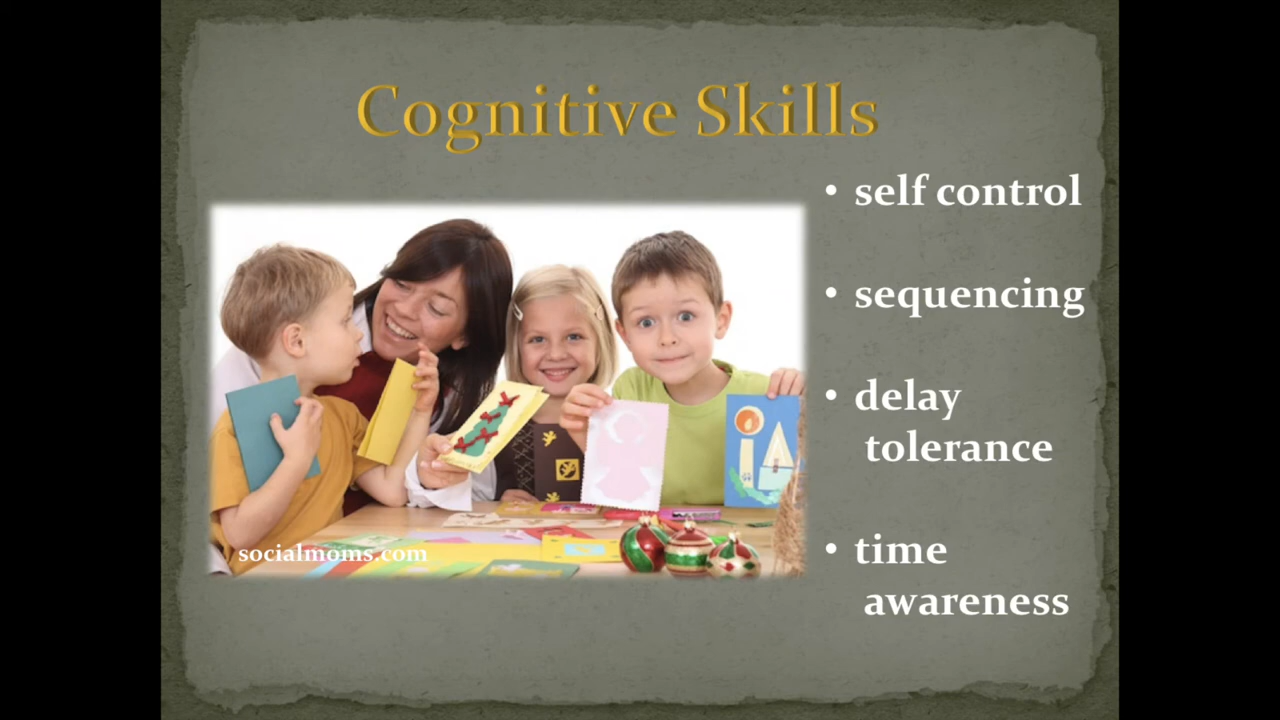 Cognitive Skills
• self control
• sequencing
• delay
tolerance
• time
awareness
socialmoms.com